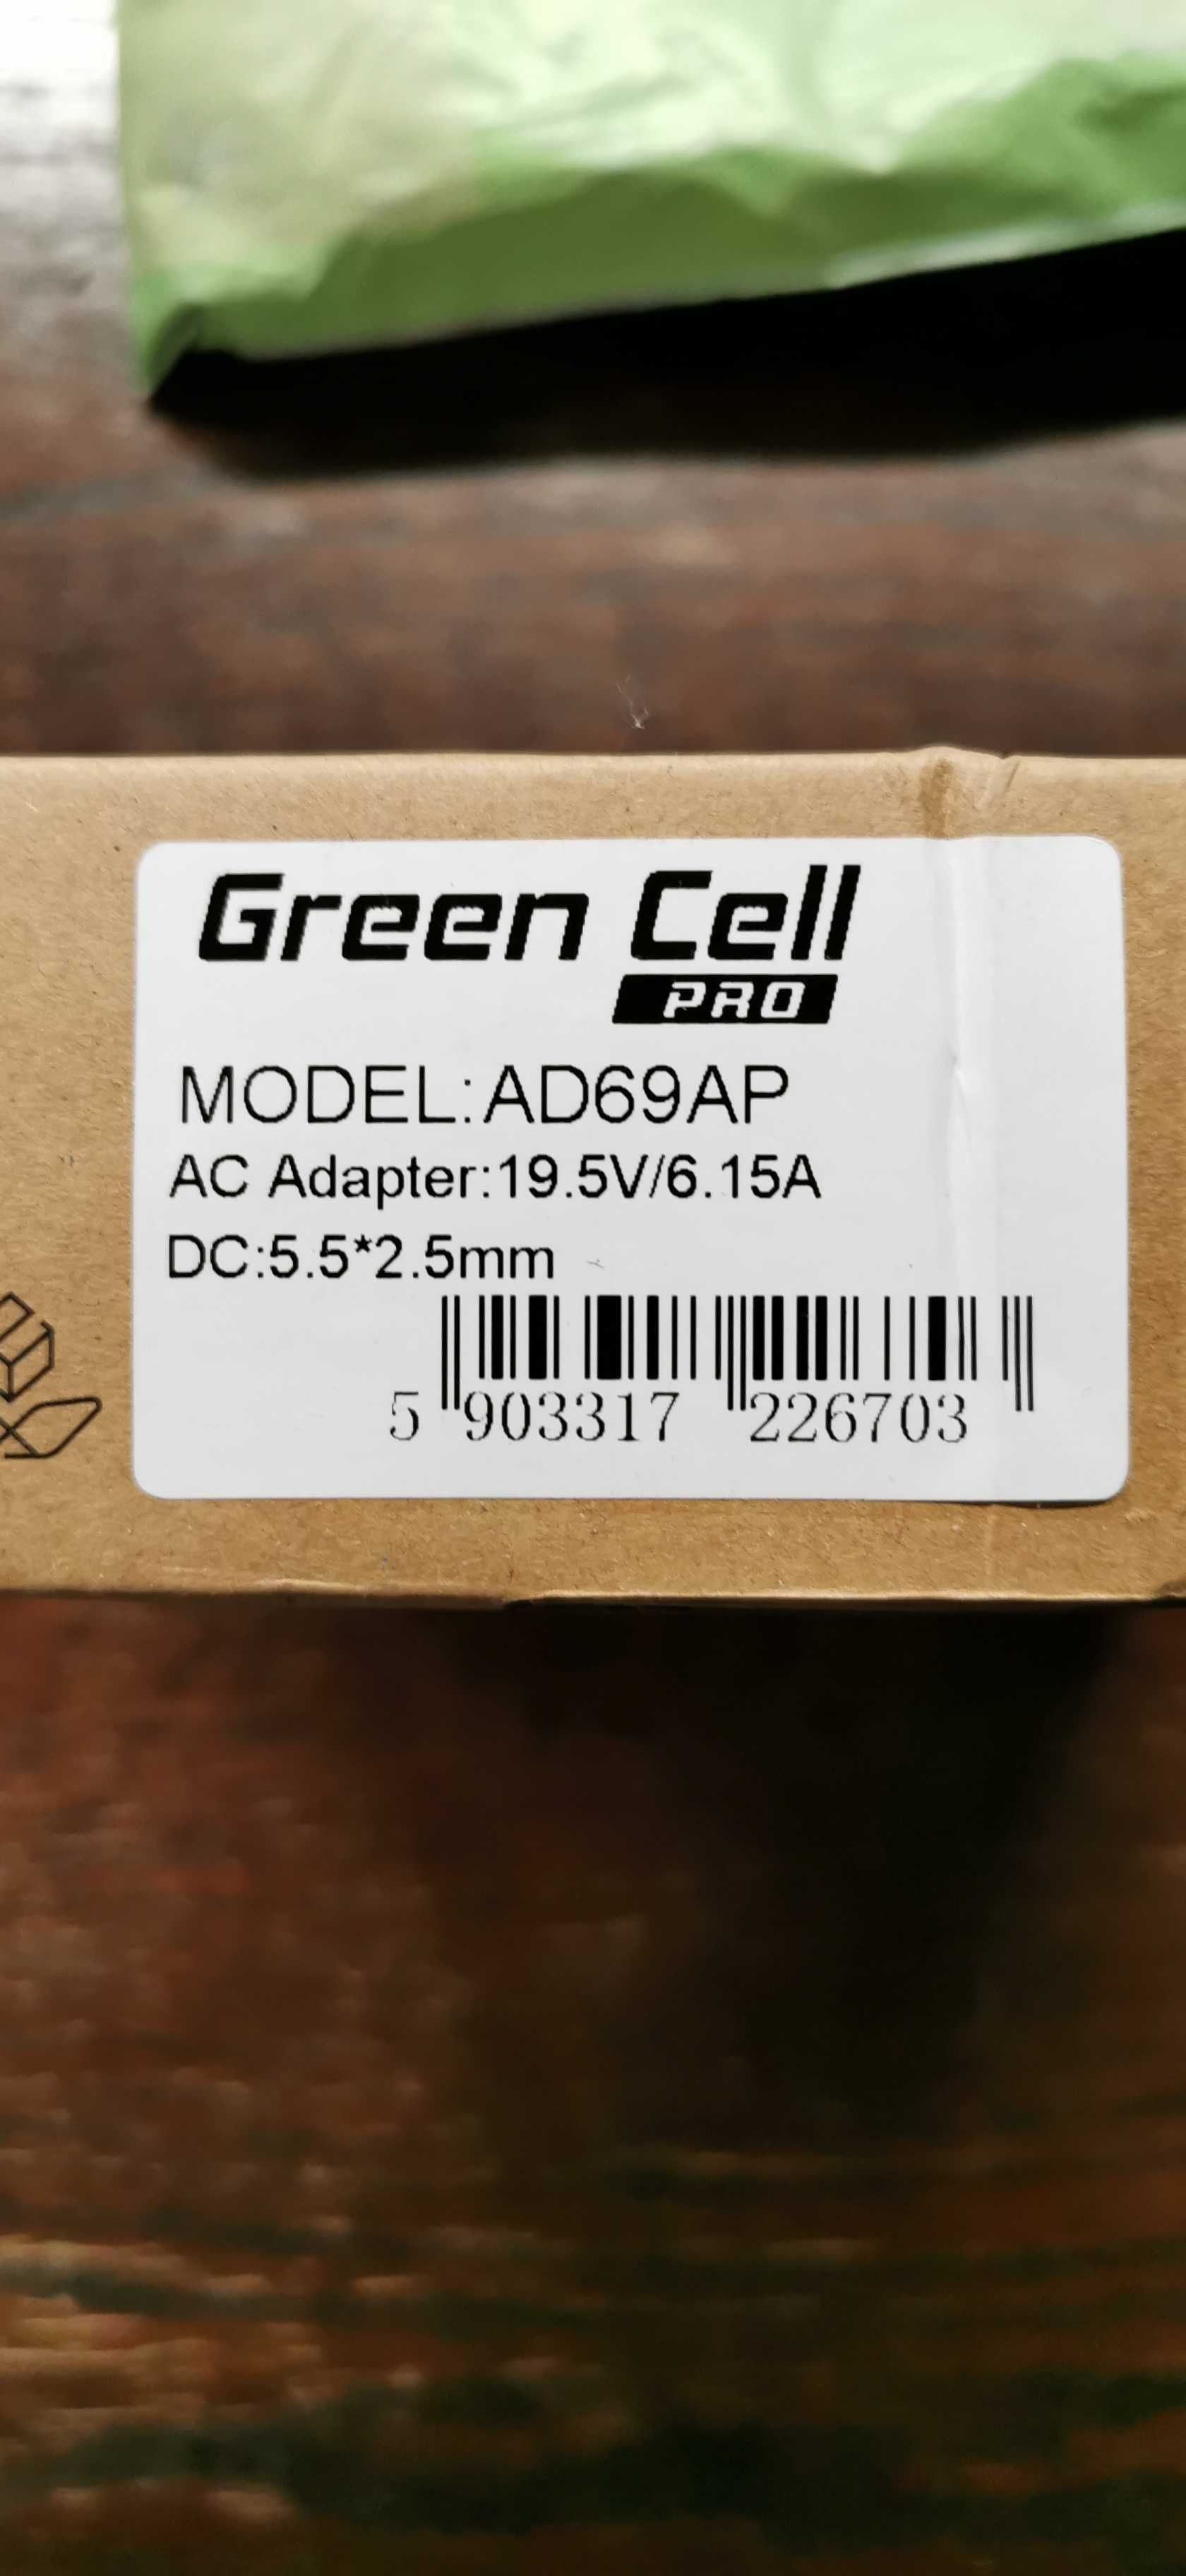 Green Cell
PRO
MODEL:AD69AP
AC Adapter:19.5V/6.15A
DC:5.5*2.5mm
5 903317 226703